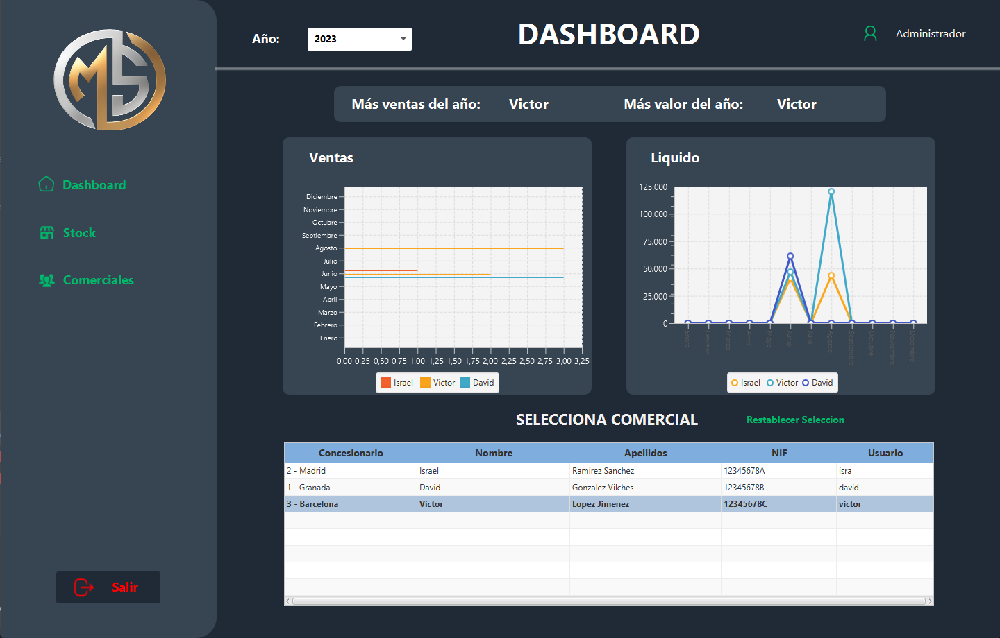 Año:
2023
DASHBOARD
Administrador
Más ventas del año:
Victor
Más valor del año:
Victor
Dashboard
Stock
Comerciales
Salir
Ventas
Diciembre
Noviembre
Octubre
Septiembre
Agosto
Julio
Junio
Mayo
Abril
Marzo
Febrero
Enero
0,00 0,25 0,50 0,75 1,00 1,25 1,50 1,75 2,00 2,25 2,50 2,75 3,00 3,25
Israel Victor David
Liquido
125.000
100.000
75.000
50.000
25.000
0
Enero
Febrero
Marzo
Abril
Mayo
Junio
Julio
Agosto
Septiembre
Octubre
Noviembre
Diciembre
Israel Victor David
SELECCIONA COMERCIAL
Restablecer Seleccion
Concesionario Nombre Apellidos NIF Usuario
2 - Madrid Israel Ramirez Sanchez 12345678A isra
1 - Granada David Gonzalez Vilches 12345678B david
3 - Barcelona Victor Lopez Jimenez 12345678C victor